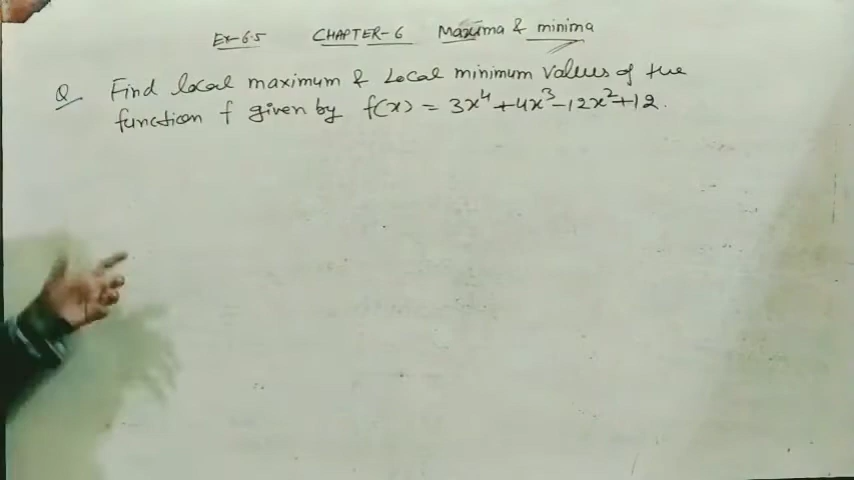 Ex-6.5 CHAPTER-6 Maxima & minima
Q Find local maximum & Local minimum values of the
function f given by f(x) = 3x⁴+4x³-12x²+12.